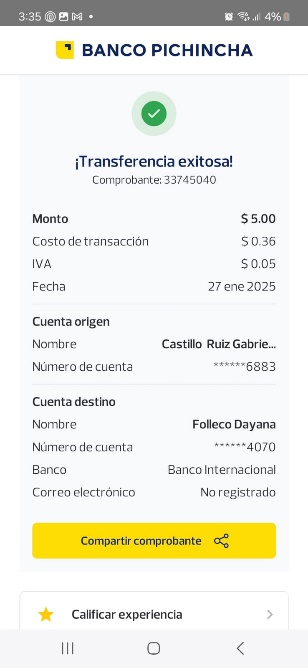 3:35 4%
BANCO PICHINCHA
¡Transferencia exitosa!
Comprobante: 33745040
Monto $ 5.00
Costo de transacción $ 0.36
IVA $ 0.05
Fecha 27 ene 2025
Cuenta origen
Nombre Castillo Ruiz Gabrie...
Número de cuenta ******6883
Cuenta destino
Nombre Folleco Dayana
Número de cuenta ******4070
Banco Banco Internacional
Correo electrónico No registrado
Compartir comprobante
Calificar experiencia